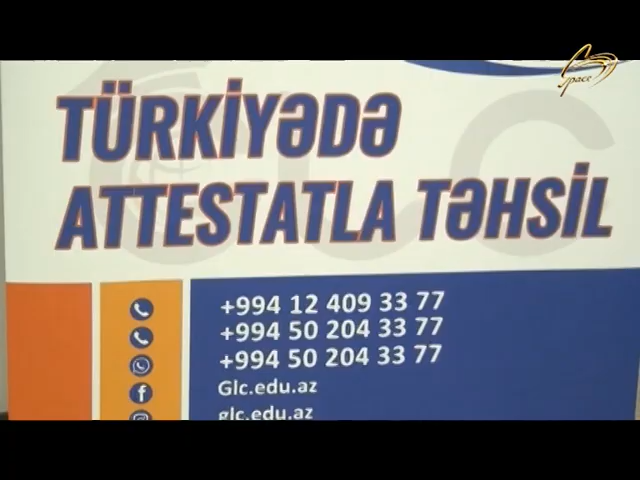 Space
TÜRKİYƏDƏ
ATTESTATLA TƏHSİL
+994 12 409 33 77
+994 50 204 33 77
+994 50 204 33 77
Glc.edu.az
glc.edu.az